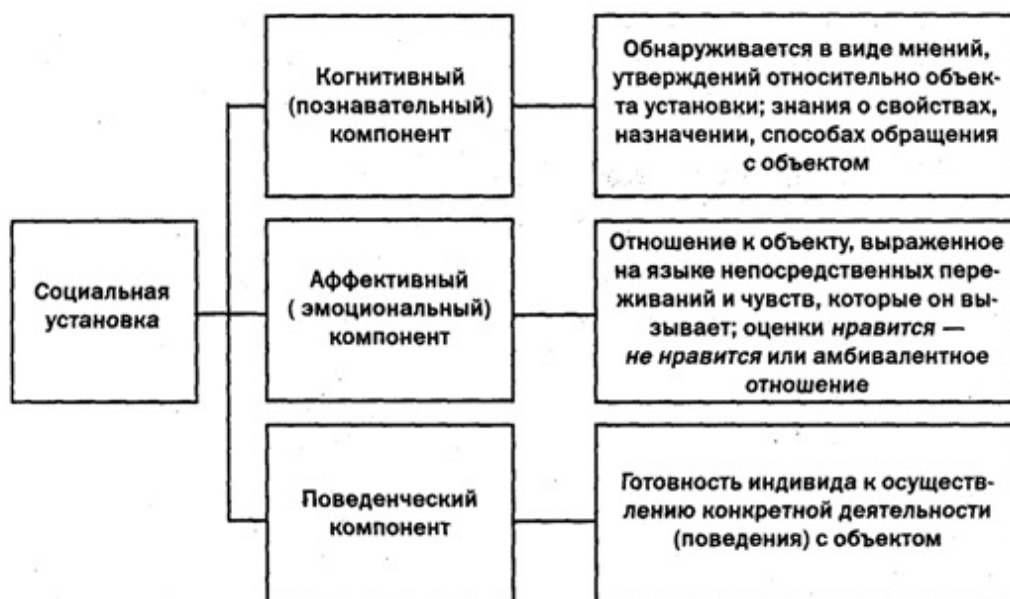 Социальная
установка
Когнитивный
(познавательный)
компонент
Обнаруживается в виде мнений,
утверждений относительно объек-
та установки; знания о свойствах,
назначении, способах обращения
с объектом
Аффективный
( эмоциональный)
компонент
Отношение к объекту, выраженное
на языке непосредственных пере-
живаний и чувств, которые он вы-
зывает; оценки нравится —
не нравится или амбивалентное
отношение
Поведенческий
компонент
Готовность индивида к осуществ-
лению конкретной деятельности
(поведения) с объектом